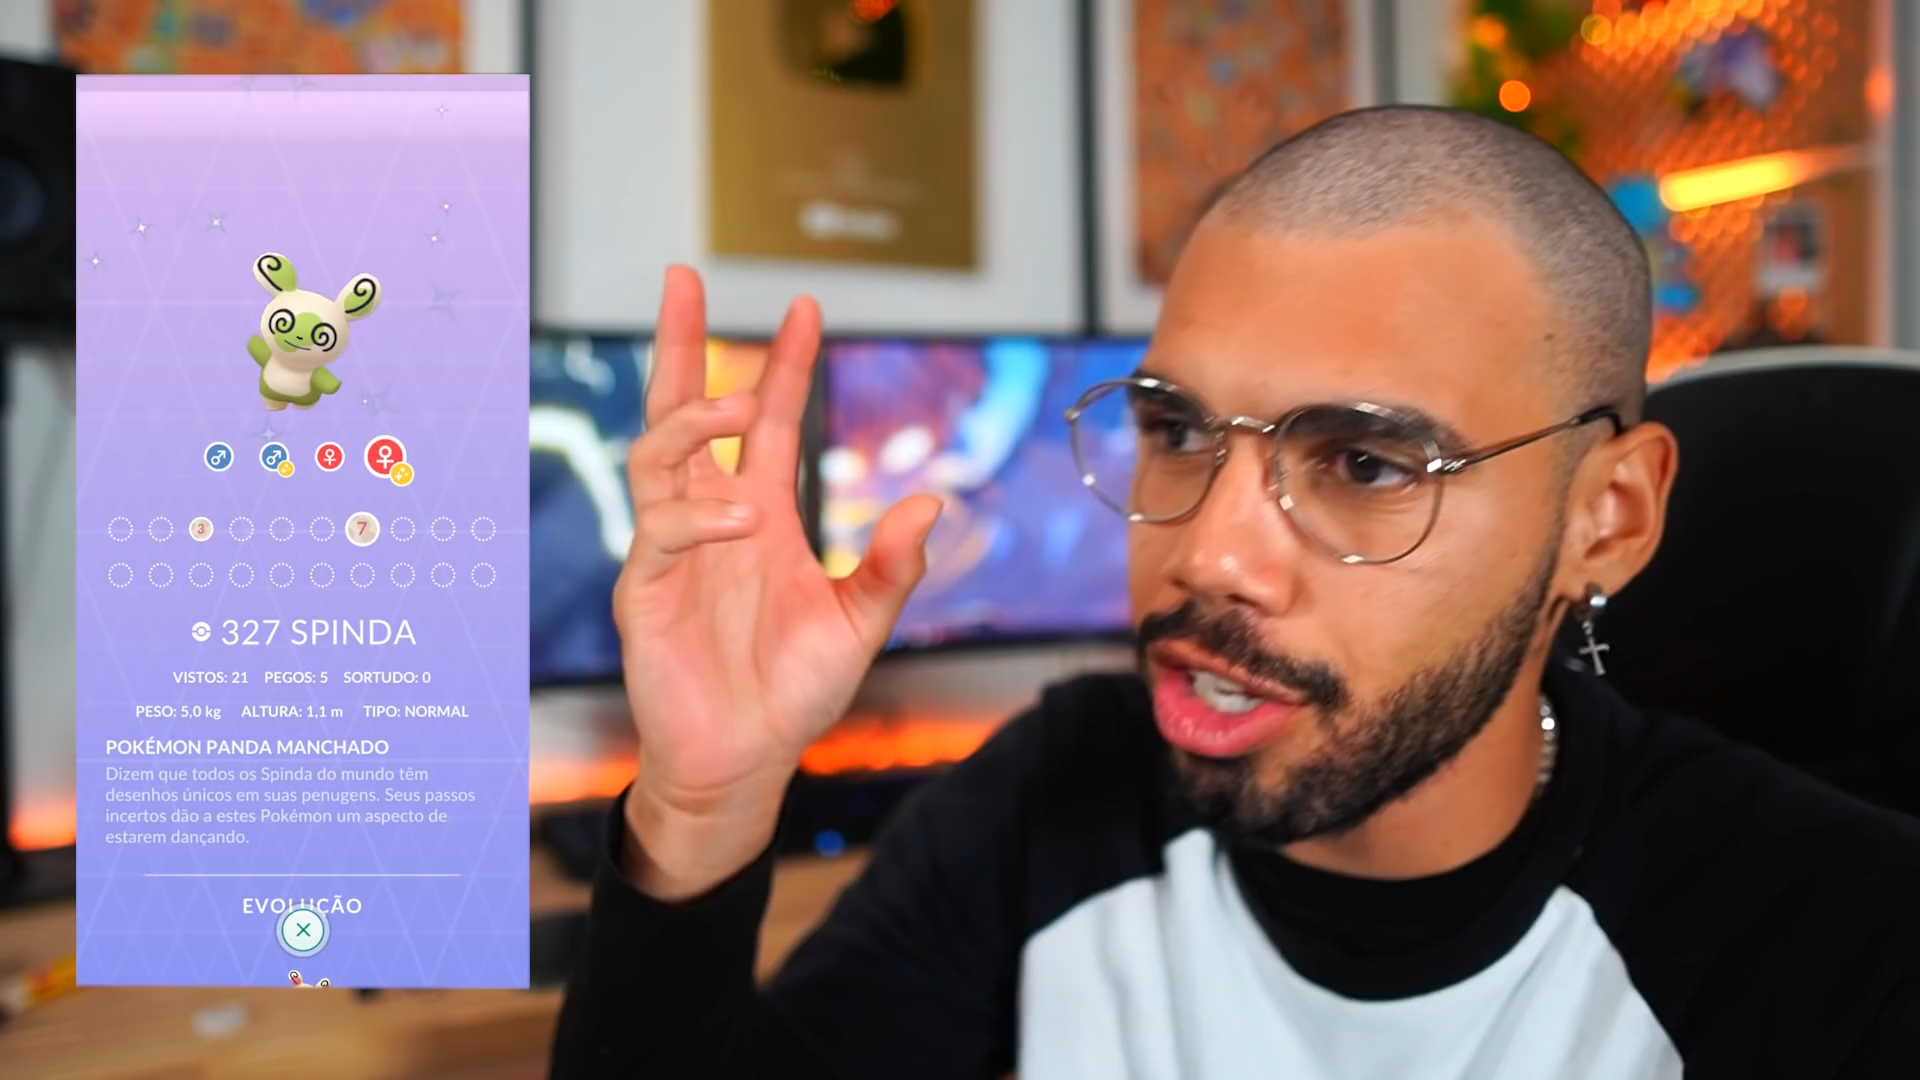 3
7
327 SPINDA
VISTOS: 21 PEGOS: 5 SORTUDO: 0
PESO: 5,0 kg ALTURA: 1,1 m TIPO: NORMAL
POKÉMON PANDA MANCHADO
Dizem que todos os Spinda do mundo têm
desenhos únicos em suas penugens. Seus passos
incertos dão a estes Pokémon um aspecto de
estarem dançando.
EVOLUÇÃO